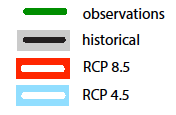 observations
historical
RCP 8.5
RCP 4.5